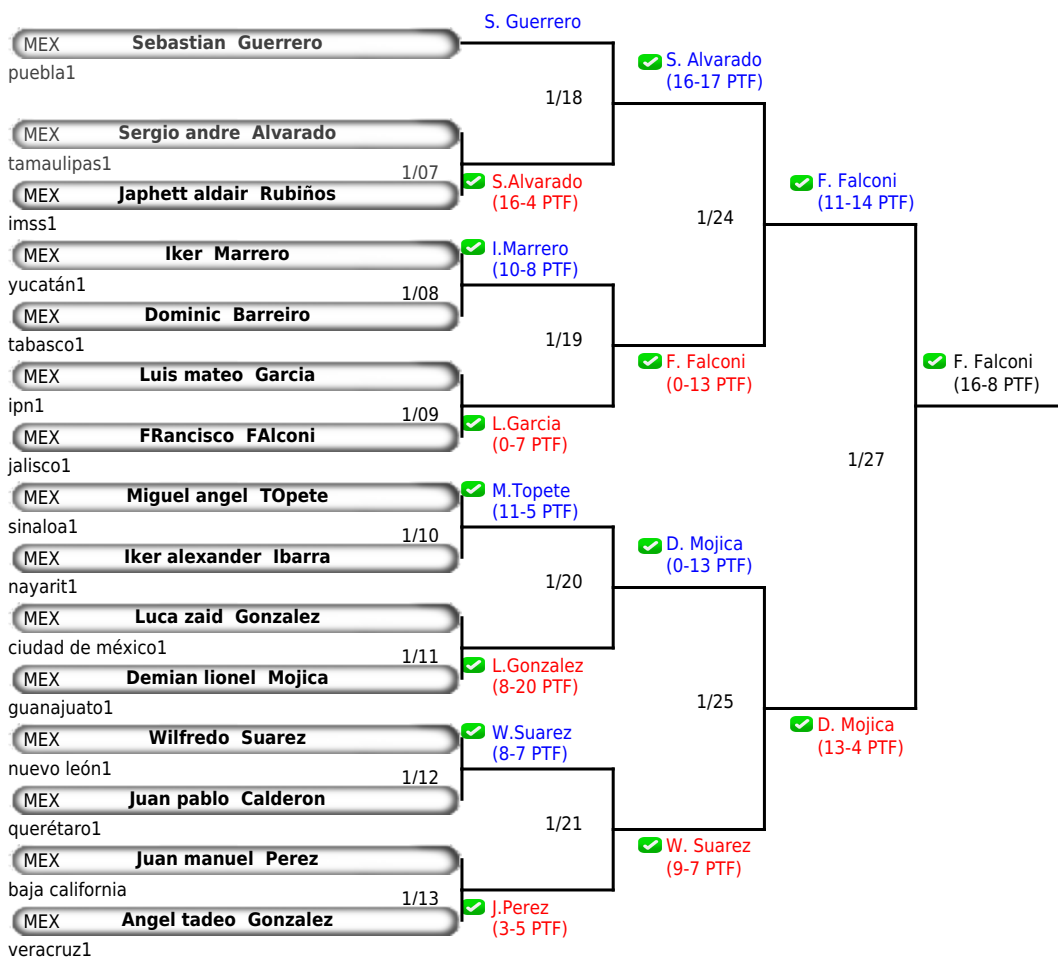 S. Guerrero
MEX Sebastian Guerrero
puebla1
S. Alvarado
(16-17 PTF)
1/18
MEX Sergio andre Alvarado
tamaulipas1
1/07
S.Alvarado
(16-4 PTF)
MEX Japhett aldair Rubiños
imss1
F. Falconi
(11-14 PTF)
1/24
MEX Iker Marrero
yucatán1
I.Marrero
(10-8 PTF)
1/08
MEX Dominic Barreiro
tabasco1
1/19
F. Falconi
(0-13 PTF)
F. Falconi
(16-8 PTF)
MEX Luis mateo Garcia
ipn1
1/09
L.Garcia
(0-7 PTF)
MEX FRancisco FAlconi
jalisco1
1/27
MEX Miguel angel TOpete
sinaloa1
M.Topete
(11-5 PTF)
1/10
D. Mojica
(0-13 PTF)
MEX Iker alexander Ibarra
nayarit1
1/20
MEX Luca zaid Gonzalez
ciudad de méxico1
1/11
L.Gonzalez
(8-20 PTF)
MEX Demian lionel Mojica
guanajuato1
1/25
D. Mojica
(13-4 PTF)
MEX Wilfredo Suarez
nuevo león1
W.Suarez
(8-7 PTF)
1/12
MEX Juan pablo Calderon
querétaro1
1/21
W. Suarez
(9-7 PTF)
MEX Juan manuel Perez
baja california
1/13
J.Perez
(3-5 PTF)
MEX Angel tadeo Gonzalez
veracruz1